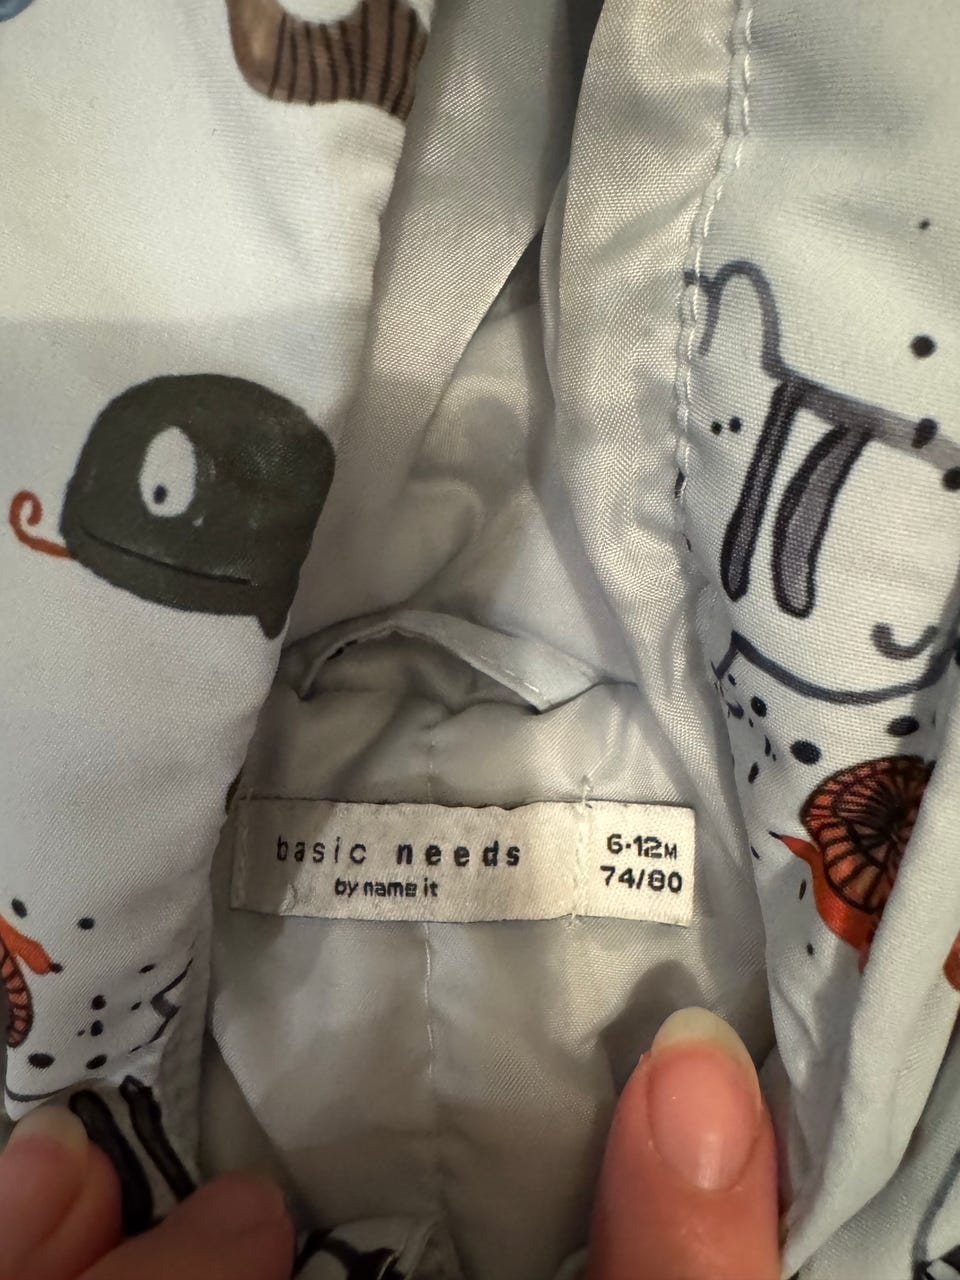 basic needs
by name it
6-12M
74/80